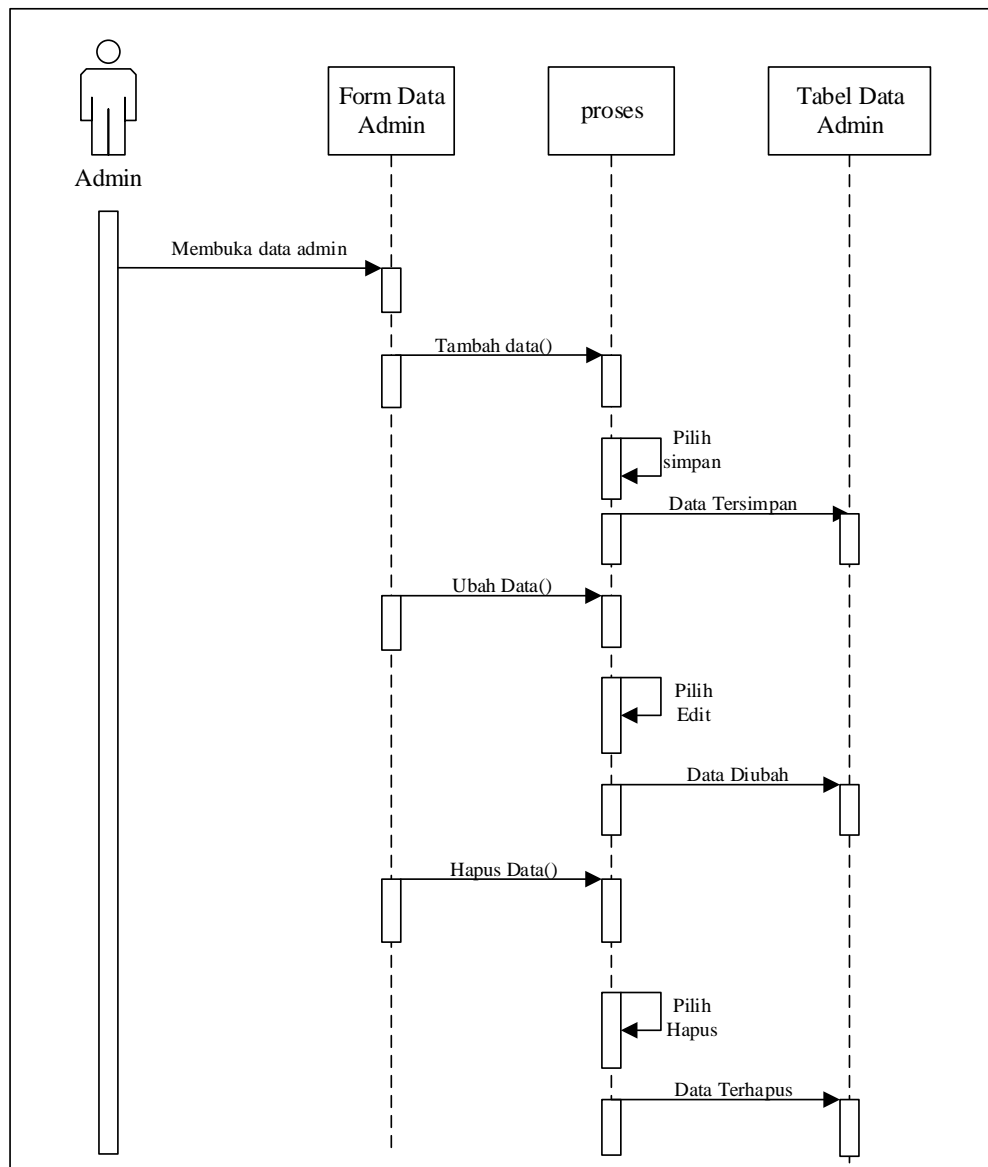 Form Data
Admin
proses
Tabel Data
Admin
Admin
Membuka data admin
Tambah data()
Pilih
simpan
Data Tersimpan
Ubah Data()
Pilih
Edit
Data Diubah
Hapus Data()
Pilih
Hapus
Data Terhapus